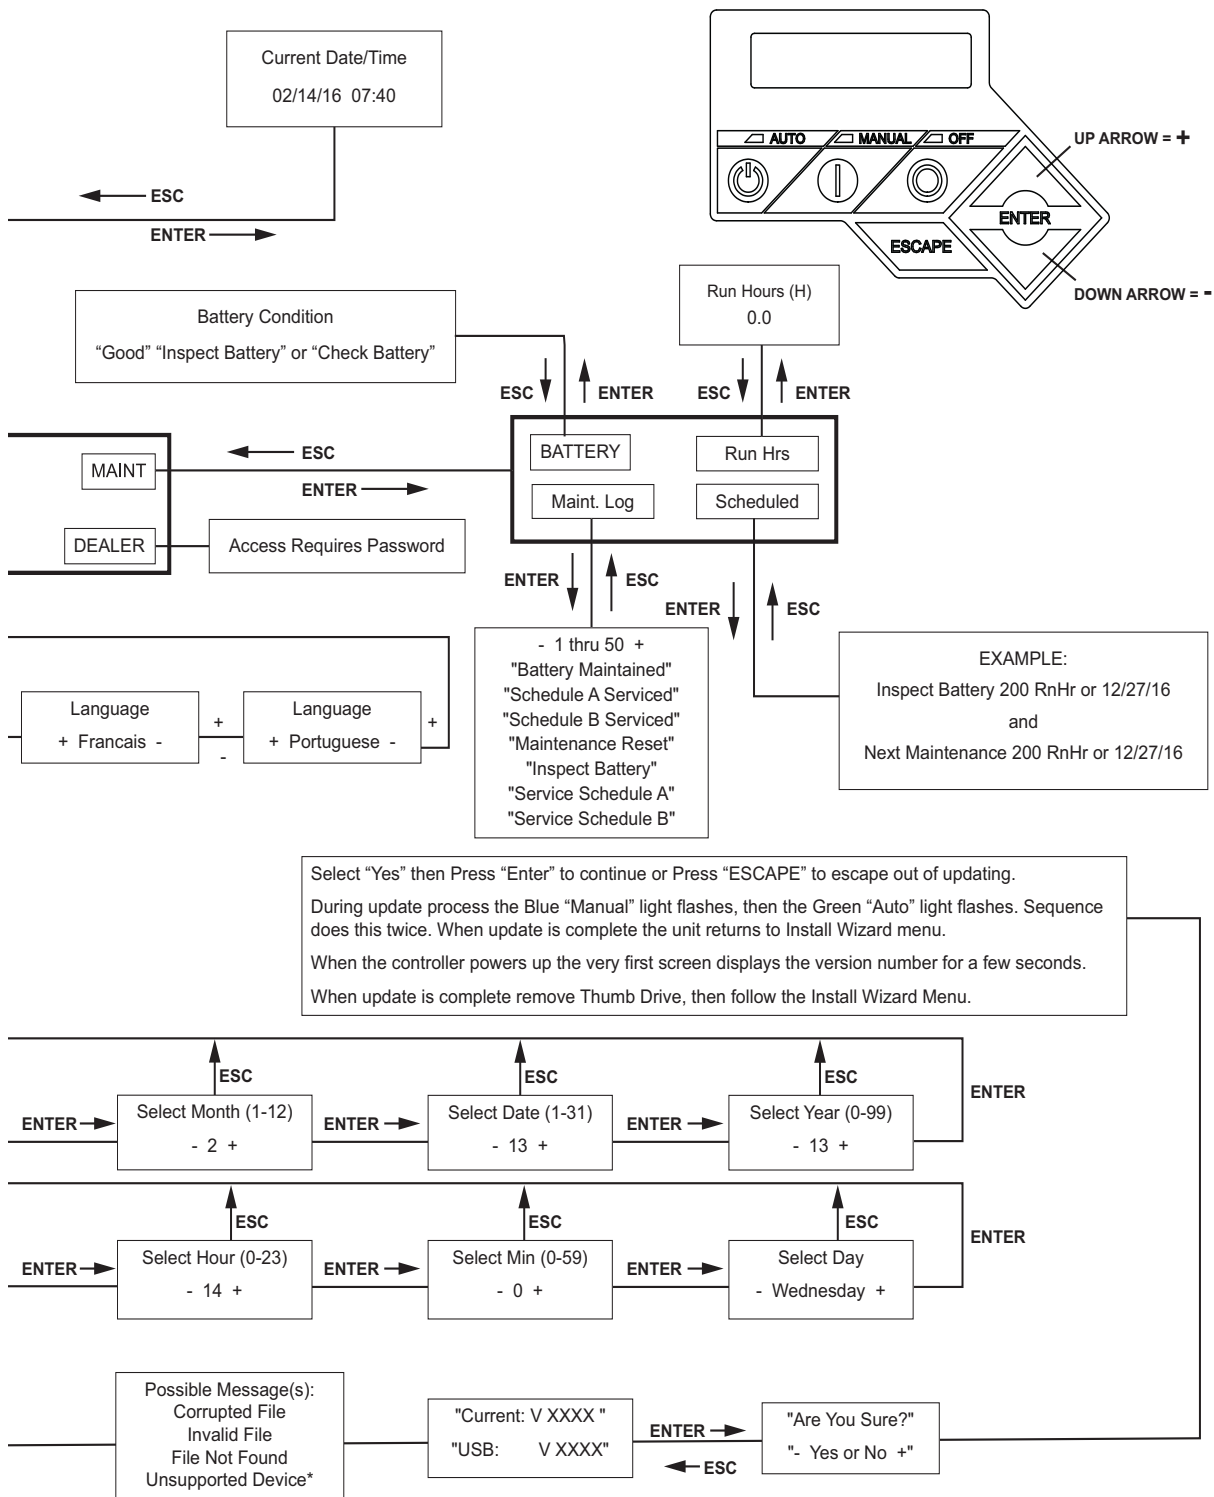 Current Date/Time
02/14/16 07:40
ESC
ENTER
AUTO
MANUAL
OFF
UP ARROW = +
ENTER
ESCAPE
DOWN ARROW = -
Battery Condition
“Good” “Inspect Battery” or “Check Battery”
Run Hours (H)
0.0
ESC
ENTER
ESC
ENTER
MAINT
ESC
ENTER
BATTERY
Run Hrs
Maint. Log
Scheduled
DEALER
Access Requires Password
ENTER
ESC
ENTER
ESC
- 1 thru 50 +
"Battery Maintained"
"Schedule A Serviced"
"Schedule B Serviced"
"Maintenance Reset"
"Inspect Battery"
"Service Schedule A"
"Service Schedule B"
EXAMPLE:
Inspect Battery 200 RnHr or 12/27/16
and
Next Maintenance 200 RnHr or 12/27/16
Language
+ Francais -
+
-
Language
+ Portuguese -
+
Select “Yes” then Press “Enter” to continue or Press “ESCAPE” to escape out of updating.
During update process the Blue “Manual” light flashes, then the Green “Auto” light flashes. Sequence
does this twice. When update is complete the unit returns to Install Wizard menu.
When the controller powers up the very first screen displays the version number for a few seconds.
When update is complete remove Thumb Drive, then follow the Install Wizard Menu.
ESC
ESC
ESC
ENTER
ENTER
Select Month (1-12)
- 2 +
ENTER
Select Date (1-31)
- 13 +
ENTER
Select Year (0-99)
- 13 +
ESC
ESC
ESC
ENTER
ENTER
Select Hour (0-23)
- 14 +
ENTER
Select Min (0-59)
- 0 +
ENTER
Select Day
- Wednesday +
Possible Message(s):
Corrupted File
Invalid File
File Not Found
Unsupported Device*
"Current: V XXXX "
"USB: V XXXX"
ENTER
ESC
"Are You Sure?"
"- Yes or No +"